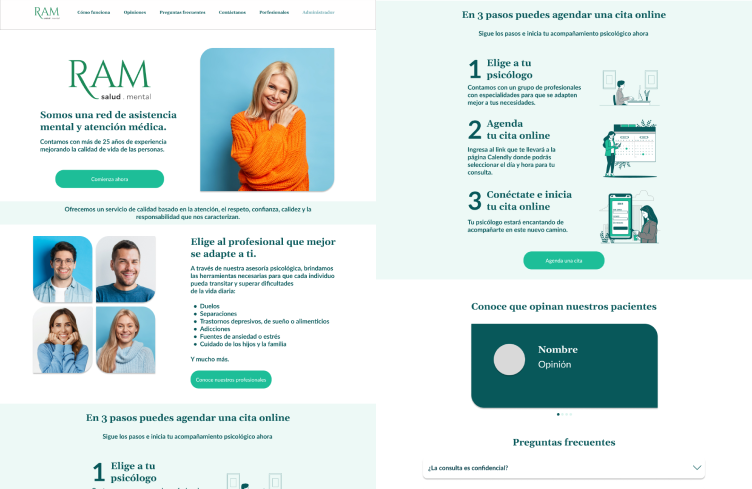 RAM
salud . mental
Cómo funciona
Opiniones
Preguntas frecuentes
Contáctanos
Porfesionales
Administrador
RAM
salud . mental
Somos una red de asistencia
mental y atención médica.
Contamos con más de 25 años de experiencia
mejorando la calidad de vida de las personas.
Comienza ahora
Ofrecemos un servicio de calidad basado en la atención, el respeto, confianza, calidez y la
responsabilidad que nos caracterizan.
Elige al profesional que mejor
se adapte a ti.
A través de nuestra asesoría psicológica, brindamos
las herramientas necesarias para que cada individuo
pueda transitar y superar dificultades
de la vida diaria:
Duelos
Separaciones
Trastornos depresivos, de sueño o alimenticios
Adicciones
Fuentes de ansiedad o estrés
Cuidado de los hijos y la familia
Y mucho más.
Conoce nuestros profesionales
En 3 pasos puedes agendar una cita online
Sigue los pasos e inicia tu acompañamiento psicológico ahora
1 Elige a tu
psicólogo
En 3 pasos puedes agendar una cita online
Sigue los pasos e inicia tu acompañamiento psicológico ahora
1 Elige a tu
psicólogo
Contamos con un grupo de profesionales
con especialidades para que se adapten
mejor a tus necesidades.
2 Agenda
tu cita online
Ingresa al link que te llevará a la
página Calendly donde podrás
seleccionar el día y hora para tu
consulta.
3 Conéctate e inicia
tu cita online
Tu psicólogo estará encantando de
acompañarte en este nuevo camino.
Agenda una cita
Conoce que opinan nuestros pacientes
Nombre
Opinión
Preguntas frecuentes
¿La consulta es confidencial?